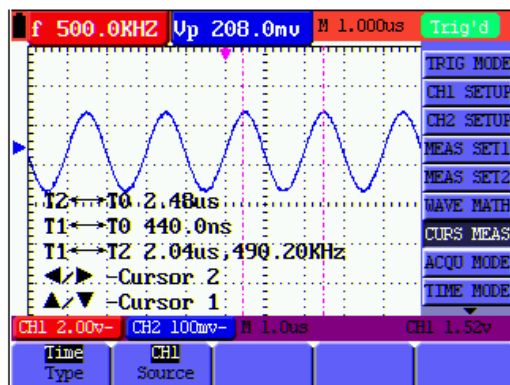 f 500.0KHZ Vp 208.0mv M 1.000us Trig'd
TRIG MODE
CH1 SETUP
CH2 SETUP
MEAS SET1
MEAS SET2
WAVE MATH
CURS MEAS
ACQU MODE
TIME MODE
T2←→T0 2.48us
T1←→T0 440.0ns
T1←→T2 2.04us,490.20KHz
◀/▶ -Cursor 2
▲/▼ -Cursor 1
CH1 2.00v- CH2 100mv- M 1.0us CH1 1.52v
Time CH1
Type Source